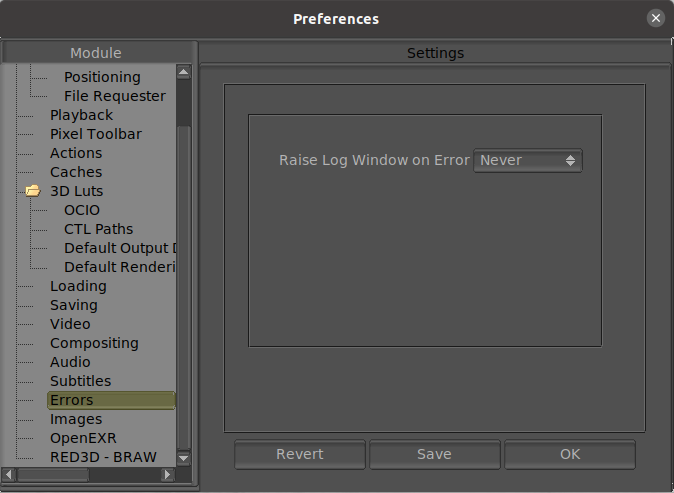 Preferences
Module
Settings
Positioning
File Requester
Playback
Pixel Toolbar
Actions
Caches
3D Luts
OCIO
CTL Paths
Default Output D
Default Renderi
Loading
Saving
Video
Compositing
Audio
Subtitles
Errors
Images
OpenEXR
RED3D - BRAW
Raise Log Window on Error Never
Revert Save OK